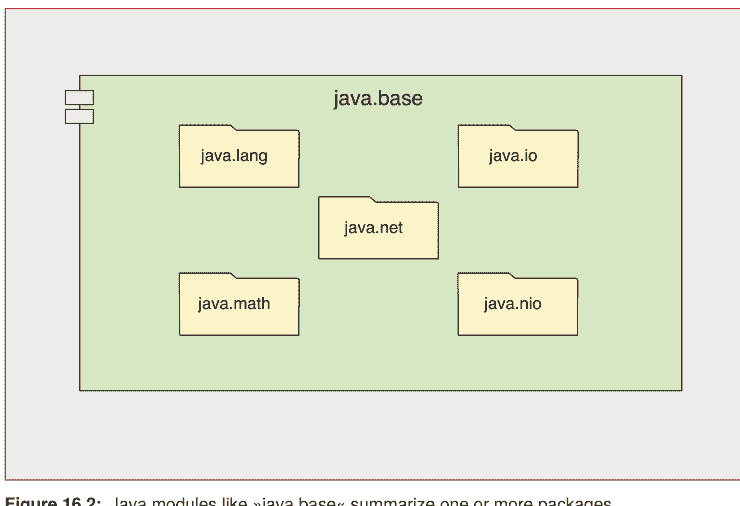 java.base
java.lang
java.io
java.net
java.math
java.nio
Figure 16.2: Java modules like »java.base« summarize one or more packages.